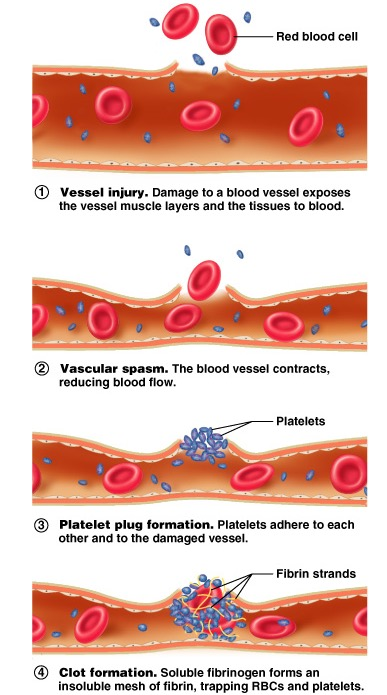 Red blood cell
① Vessel injury. Damage to a blood vessel exposes
the vessel muscle layers and the tissues to blood.
② Vascular spasm. The blood vessel contracts,
reducing blood flow.
Platelets
③ Platelet plug formation. Platelets adhere to each
other and to the damaged vessel.
Fibrin strands
④ Clot formation. Soluble fibrinogen forms an
insoluble mesh of fibrin, trapping RBCs and platelets.